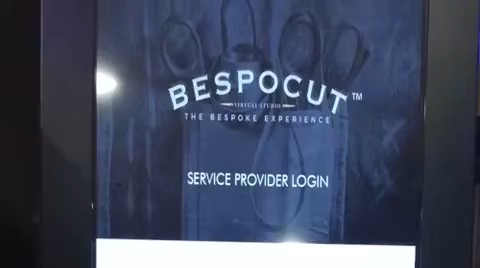 BESPOCUT™
VIRTUAL STUDIO
THE BESPOKE EXPERIENCE
SERVICE PROVIDER LOGIN